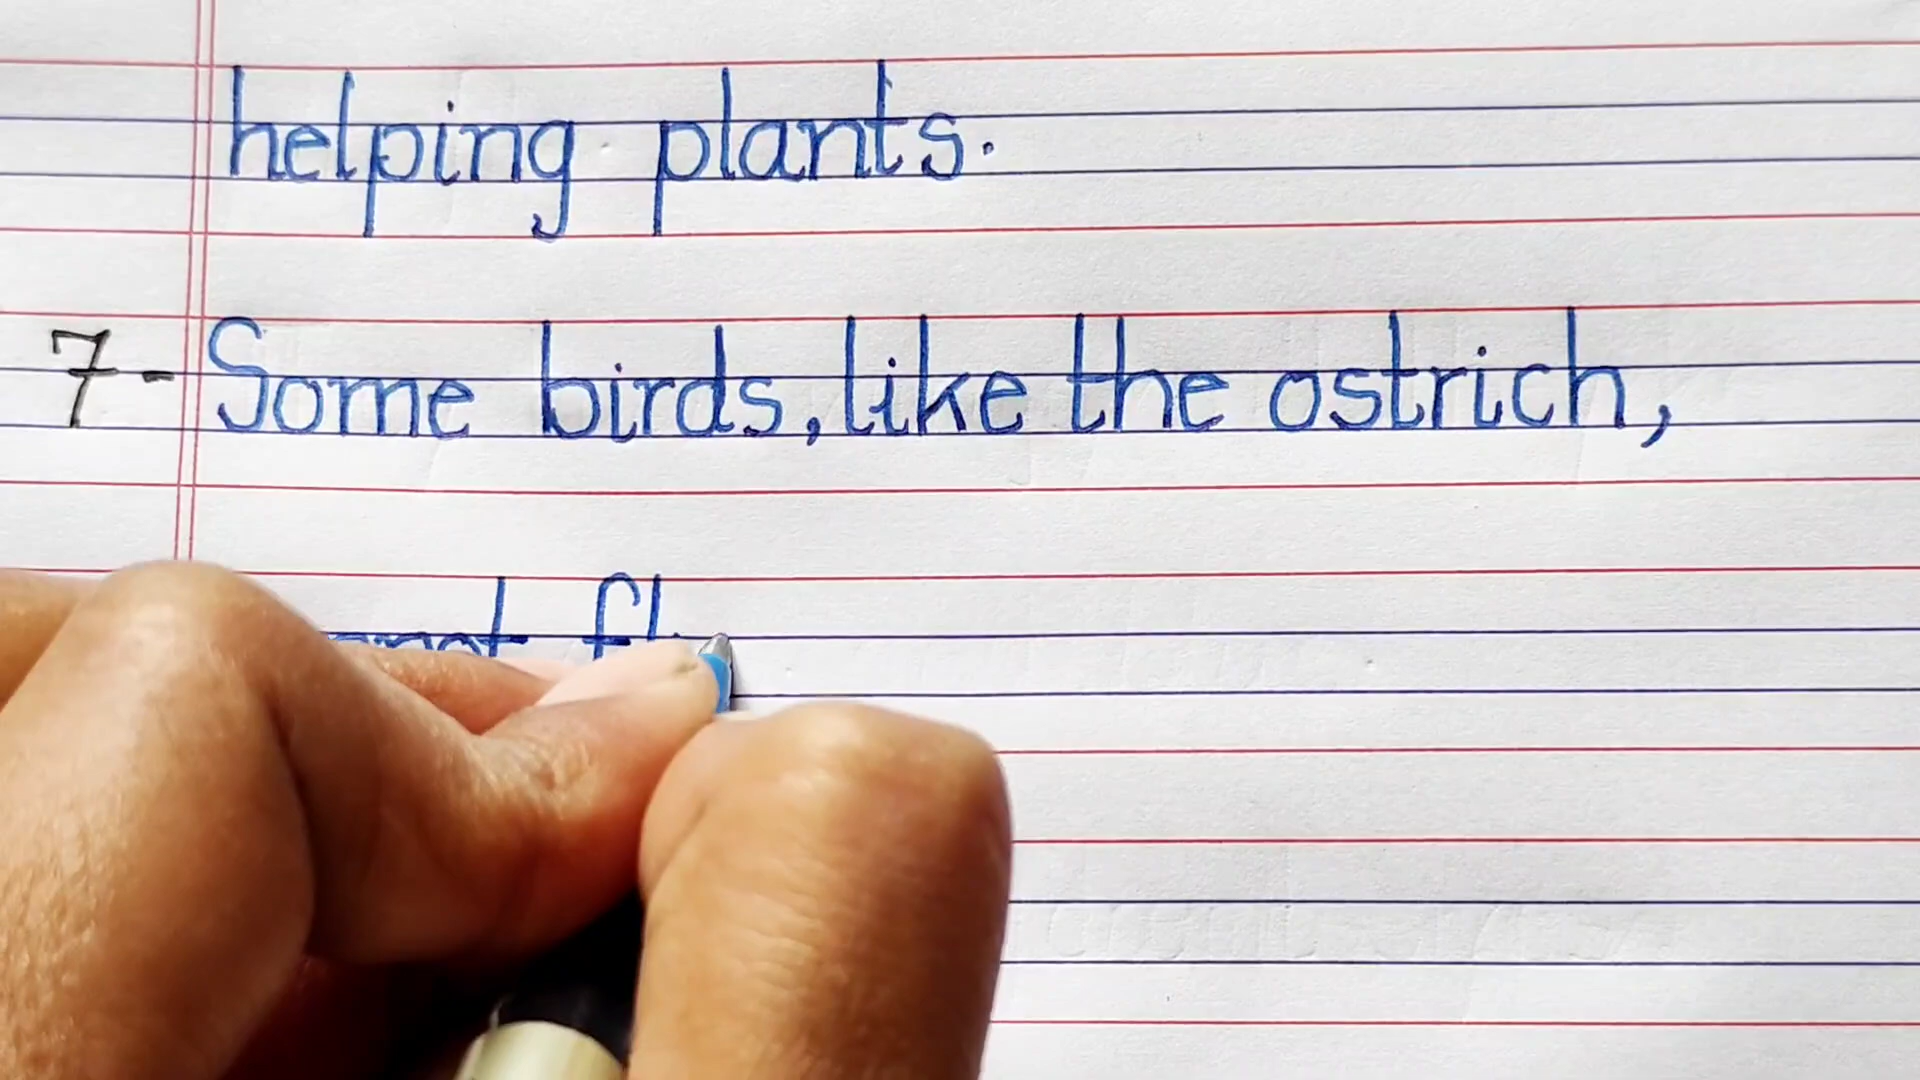 helping plants.
7- Some birds, like the ostrich,